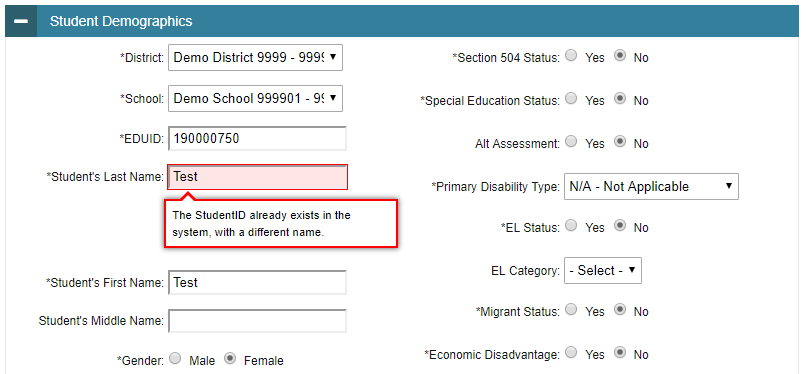 Student Demographics
*District: Demo District 9999 - 9999
*School: Demo School 999901 - 99
*EDUID: 190000750
*Student's Last Name: Test
The StudentID already exists in the
system, with a different name.
*Student's First Name: Test
Student's Middle Name:
*Gender: Male Female
*Section 504 Status: Yes No
*Special Education Status: Yes No
Alt Assessment: Yes No
*Primary Disability Type: N/A - Not Applicable
*EL Status: Yes No
EL Category: - Select -
*Migrant Status: Yes No
*Economic Disadvantage: Yes No